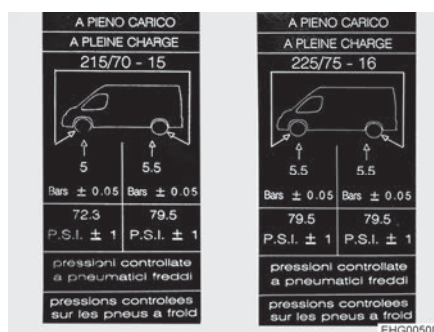 A PIENO CARICO
A PLEINE CHARGE
215/70 - 15
5 5.5
Bars ± 0.05 Bars ± 0.05
72.3 79.5
P.S.I. ± 1 P.S.I. ± 1
pressioni controllate
a pneumatici freddi
pressions controlees
sur les pneus a froid
A PIENO CARICO
A PLEINE CHARGE
225/75 - 16
5.5 5.5
Bars ± 0.05 Bars ± 0.05
79.5 79.5
P.S.I. ± 1 P.S.I. ± 1
pressioni controllate
a pneumatici freddi
pressions controlees
sur les pneus a froid